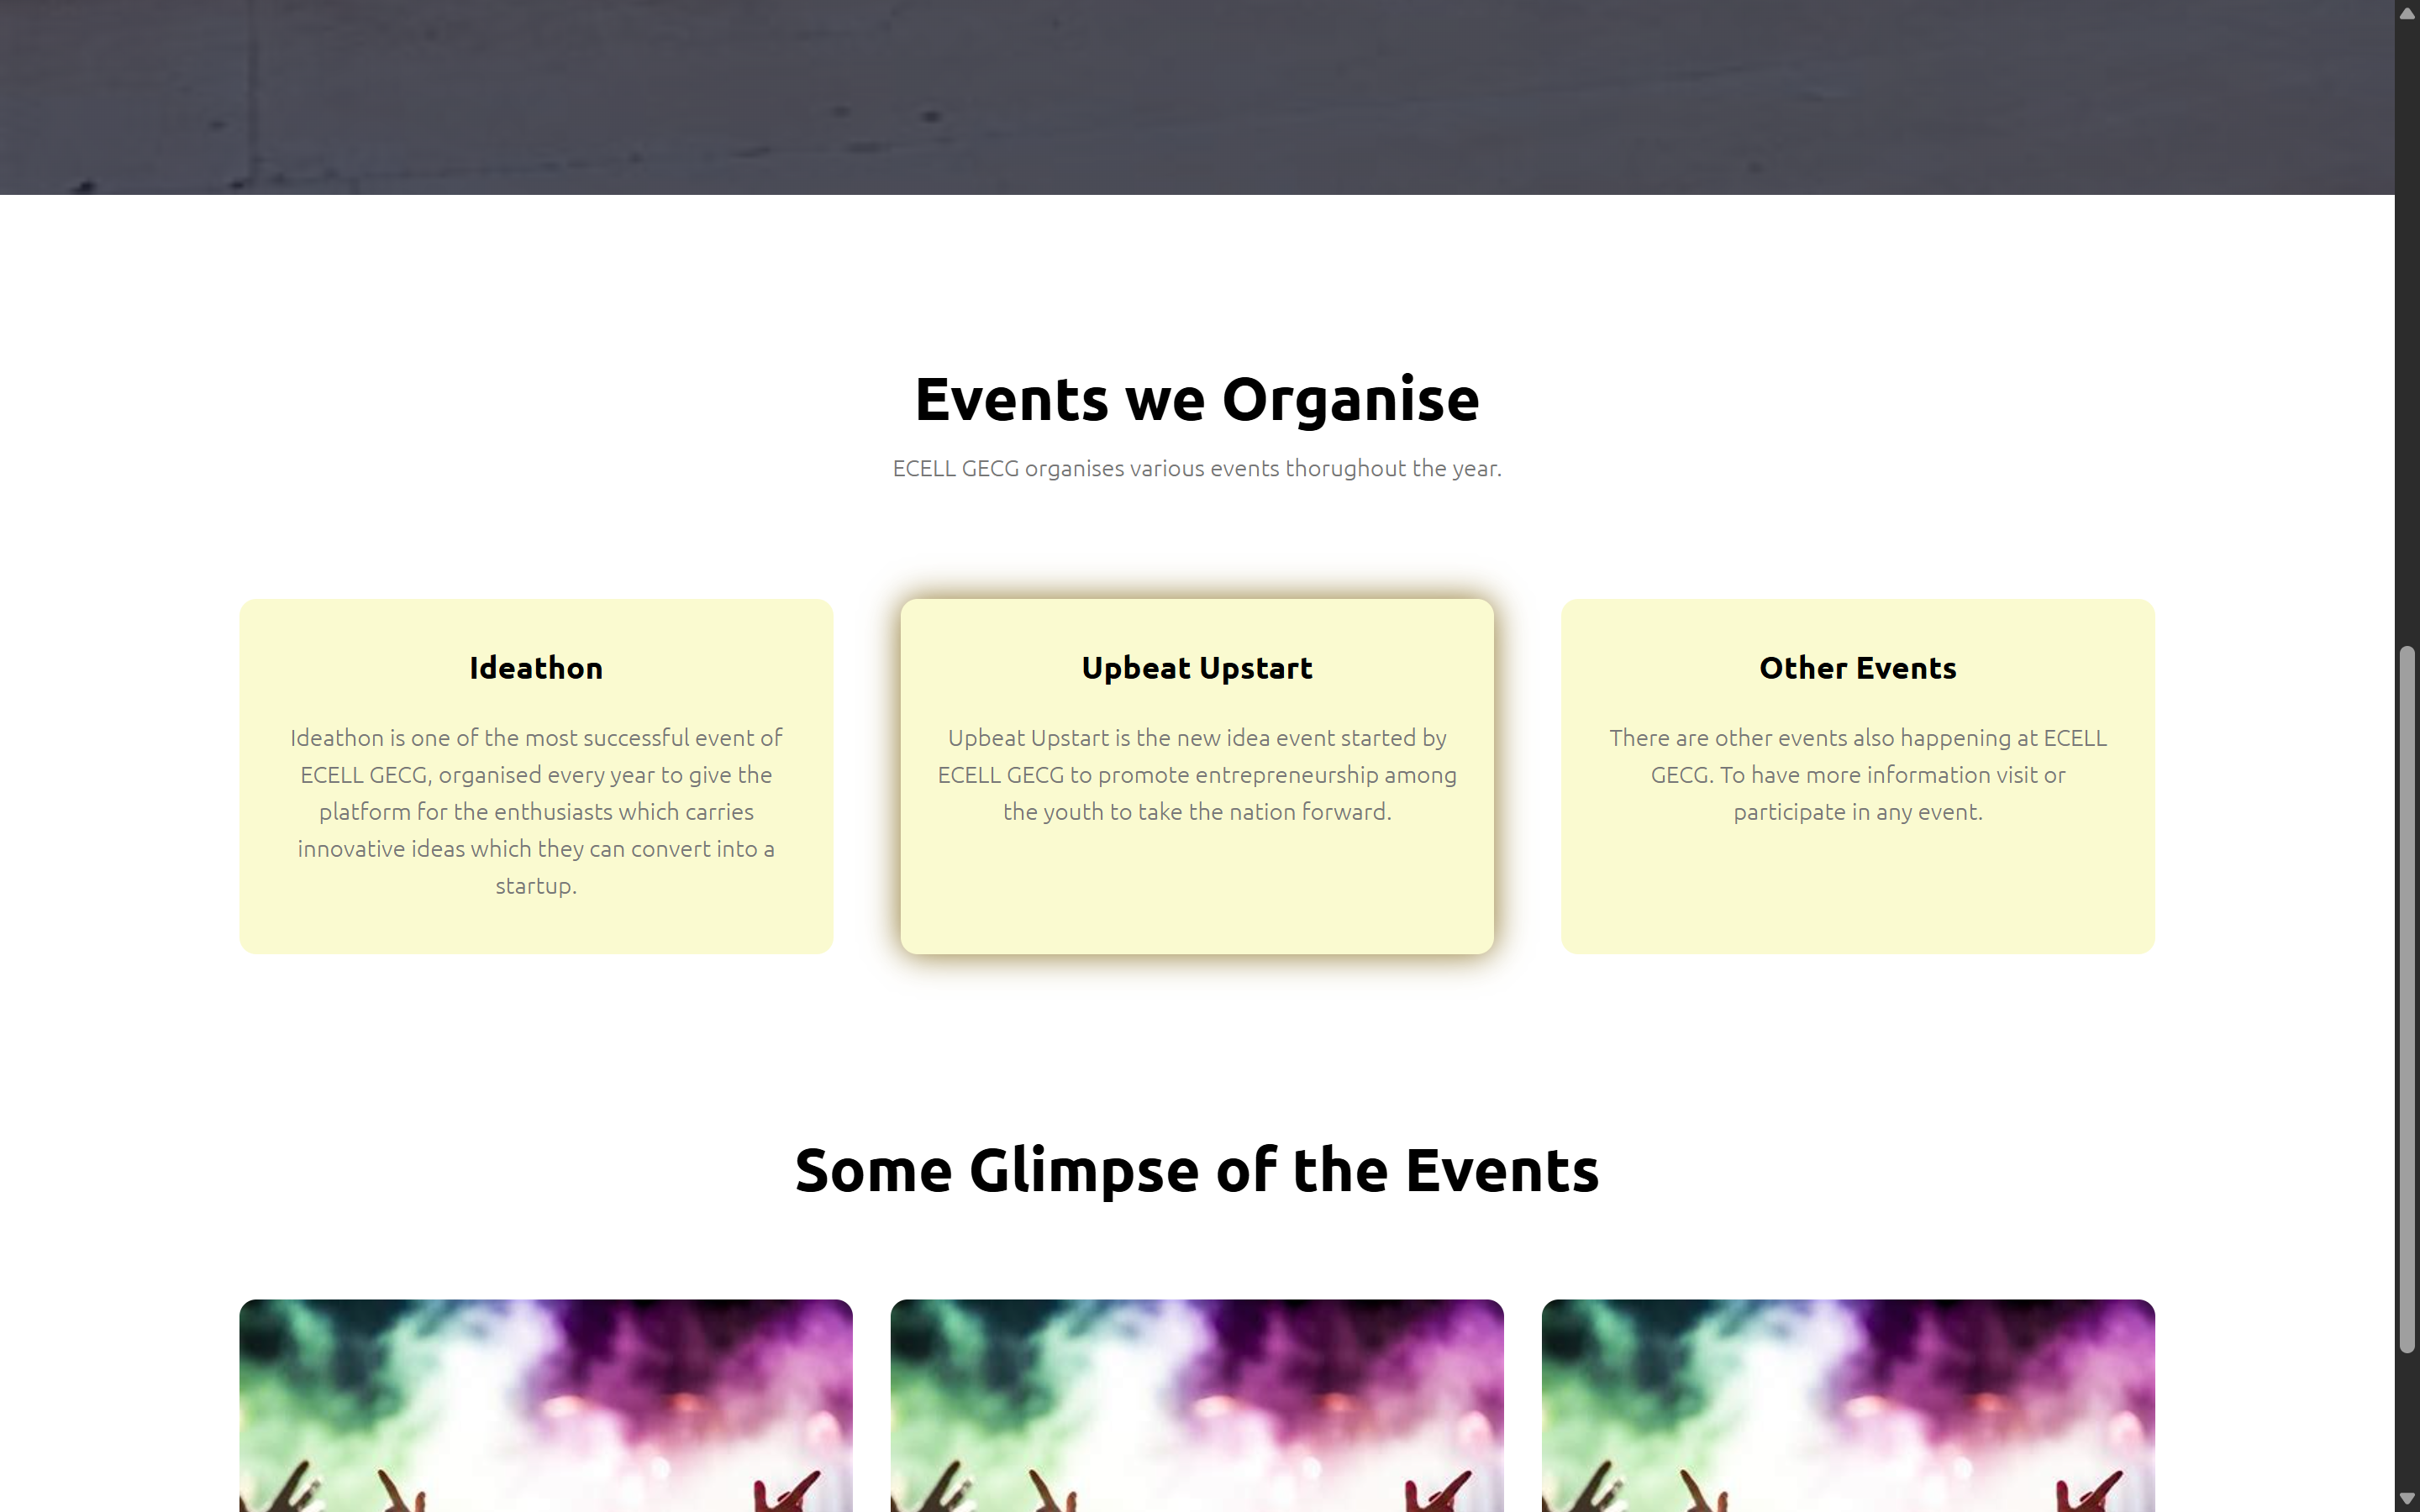 Events we Organise
ECELL GECG organises various events thorughout the year.
Ideathon
Ideathon is one of the most successful event of
ECELL GECG, organised every year to give the
platform for the enthusiasts which carries
innovative ideas which they can convert into a
startup.
Upbeat Upstart
Upbeat Upstart is the new idea event started by
ECELL GECG to promote entrepreneurship among
the youth to take the nation forward.
Other Events
There are other events also happening at ECELL
GECG. To have more information visit or
participate in any event.
Some Glimpse of the Events